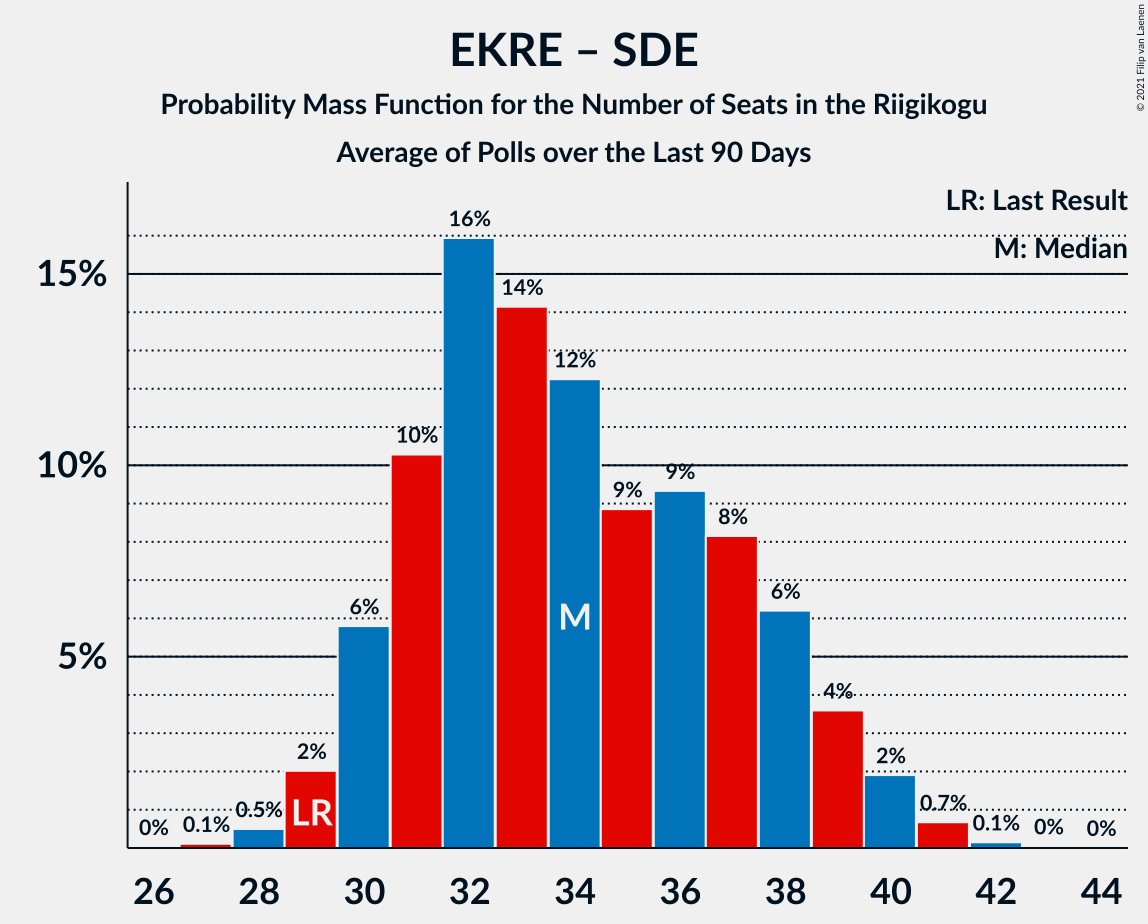 EKRE – SDE
Probability Mass Function for the Number of Seats in the Riigikogu
Average of Polls over the Last 90 Days
© 2021 Filip van Laenen
LR: Last Result
M: Median
15%
10%
5%
0%
0.1%
0.5%
2%
6%
10%
16%
14%
12%
9%
9%
8%
6%
4%
2%
0.7%
0.1%
0%
0%
LR
M
26 28 30 32 34 36 38 40 42 44